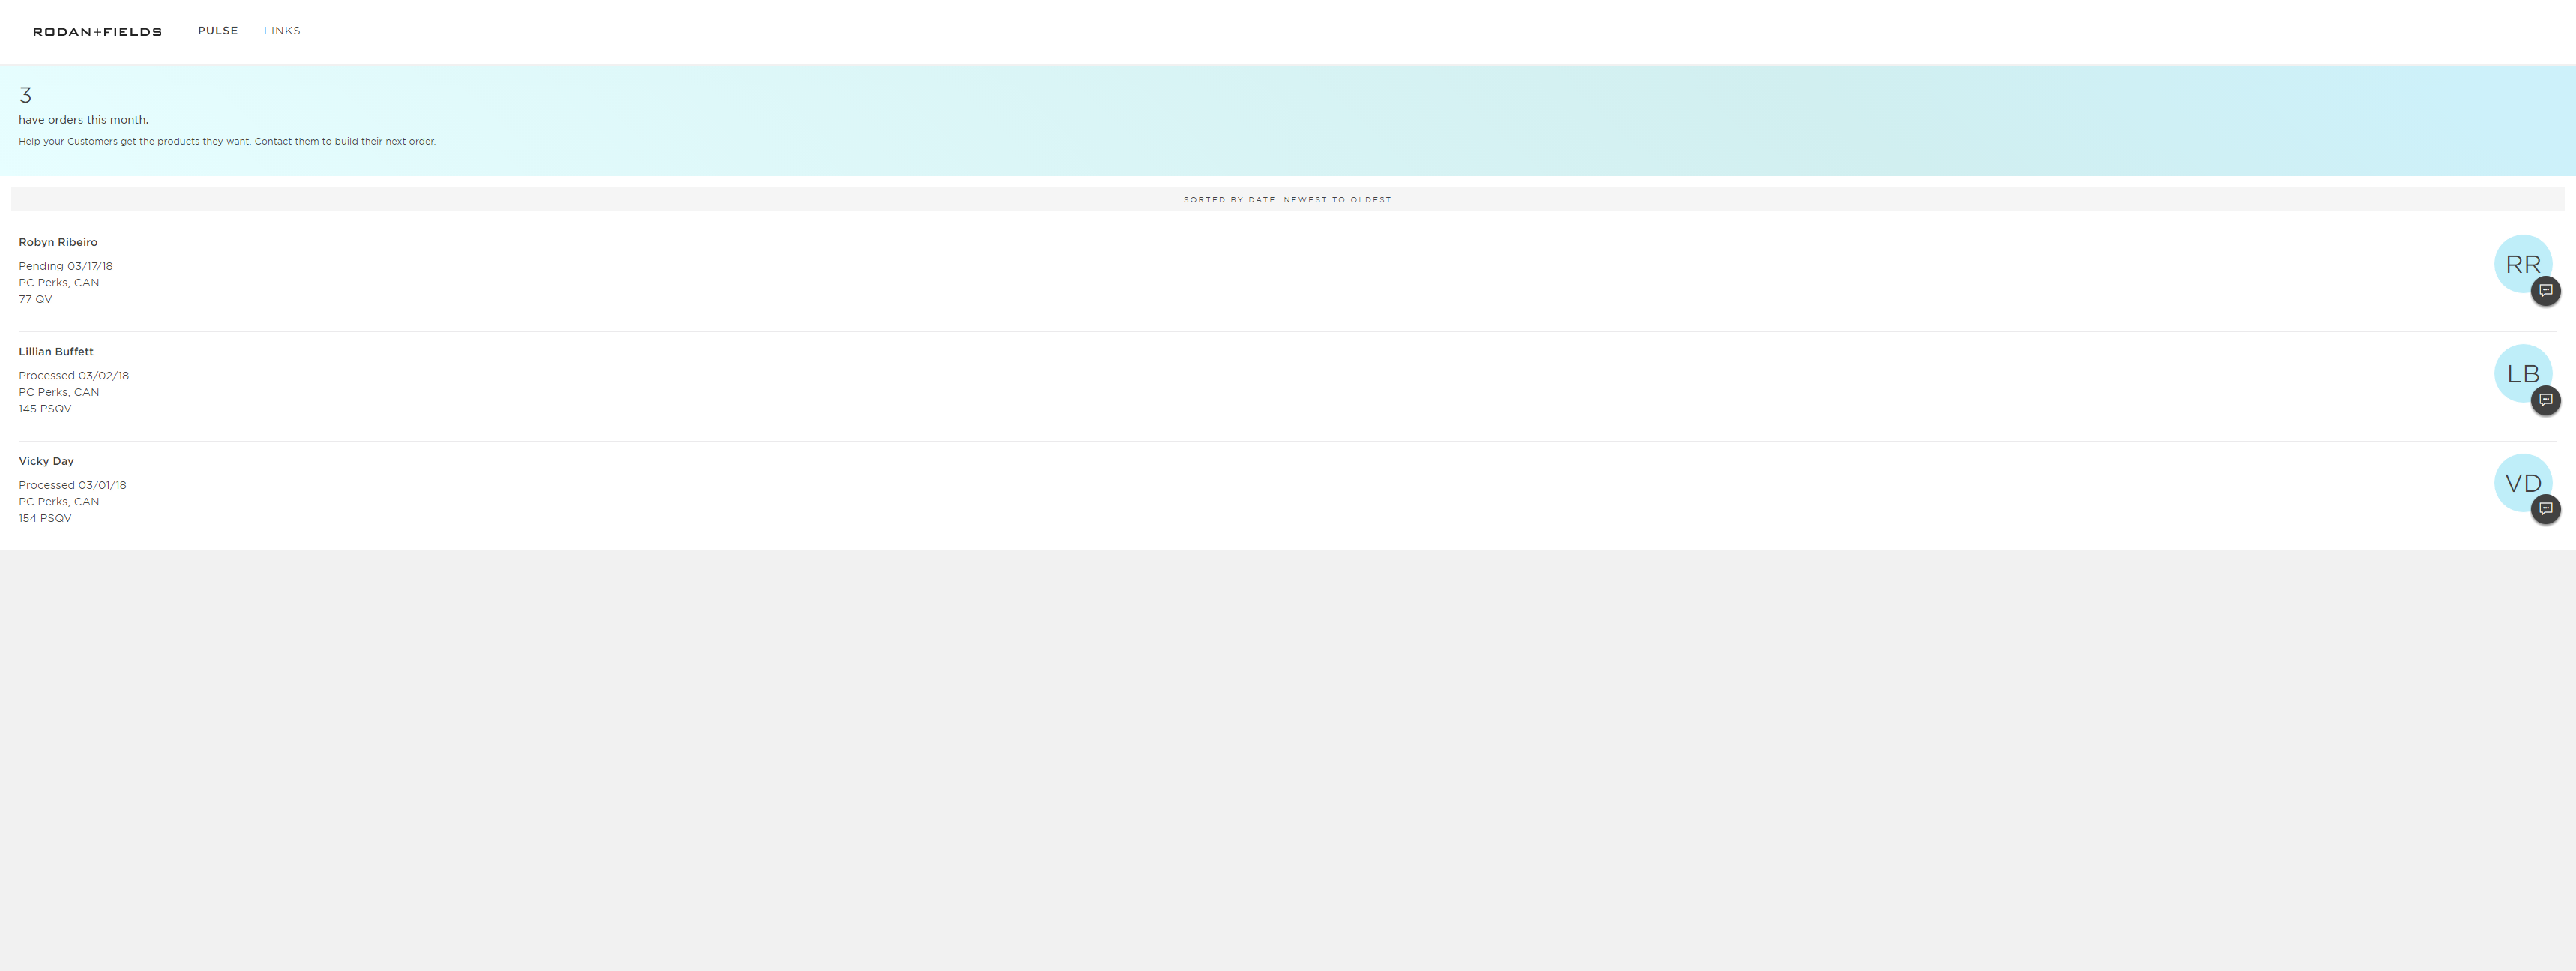 RODAN+FIELDS PULSE LINKS
3
have orders this month.
Help your Customers get the products they want. Contact them to build their next order.
SORTED BY DATE: NEWEST TO OLDEST
Robyn Ribeiro
Pending 03/17/18
PC Perks, CAN
77 QV
RR
Lillian Buffett
Processed 03/02/18
PC Perks, CAN
145 PSQV
LB
Vicky Day
Processed 03/01/18
PC Perks, CAN
154 PSQV
VD